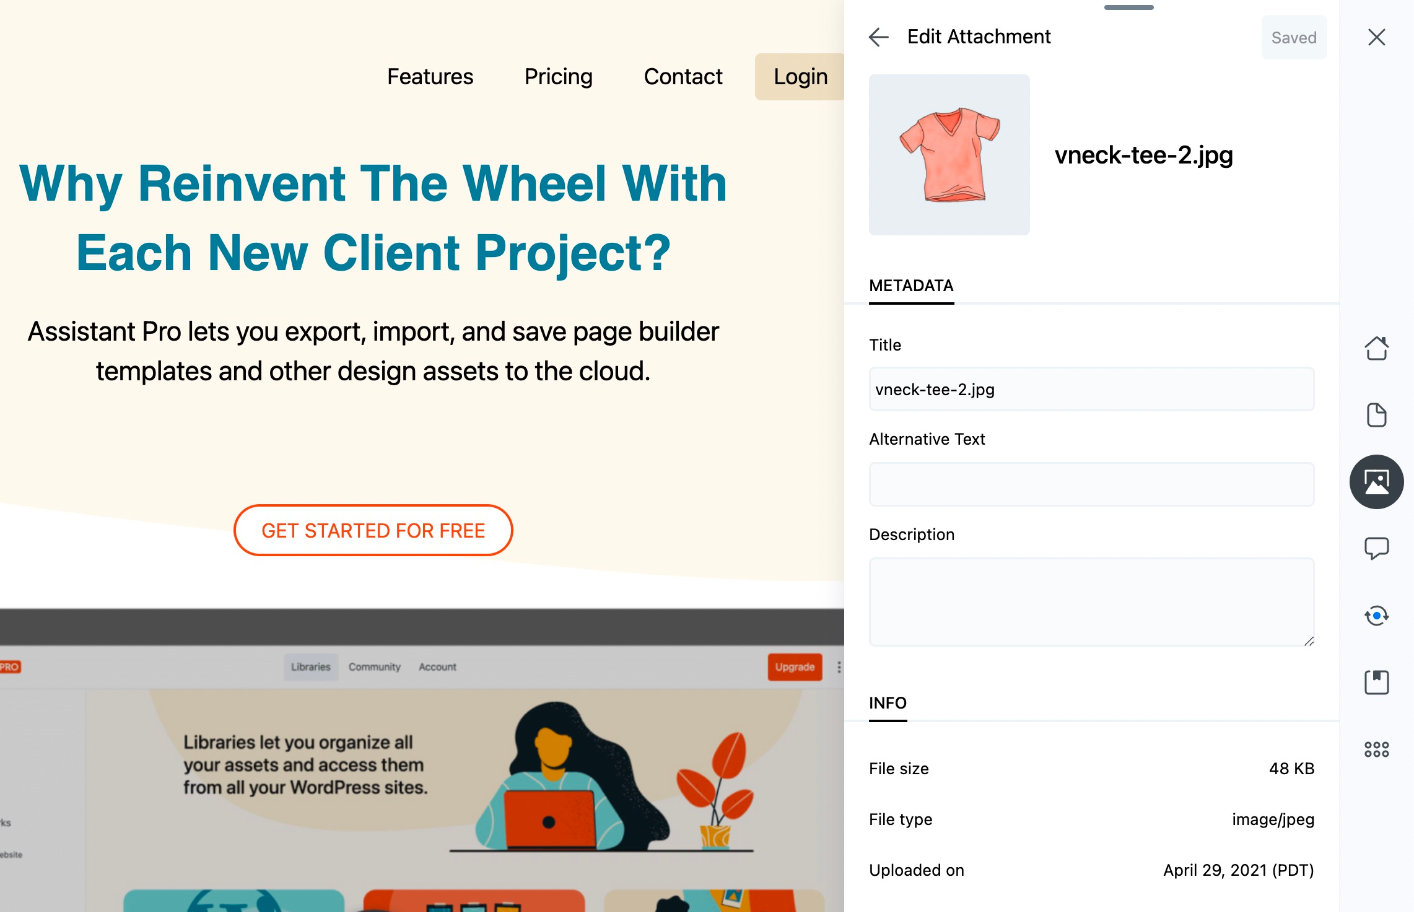 Features
Pricing
Contact
Login
Why Reinvent The Wheel With
Each New Client Project?
Assistant Pro lets you export, import, and save page builder
templates and other design assets to the cloud.
GET STARTED FOR FREE
PRO
Libraries
Community
Account
Upgrade
Libraries let you organize all
your assets and access them
from all your WordPress sites.
Edit Attachment
Saved
vneck-tee-2.jpg
METADATA
Title
vneck-tee-2.jpg
Alternative Text
Description
INFO
File size
48 KB
File type
image/jpeg
Uploaded on
April 29, 2021 (PDT)